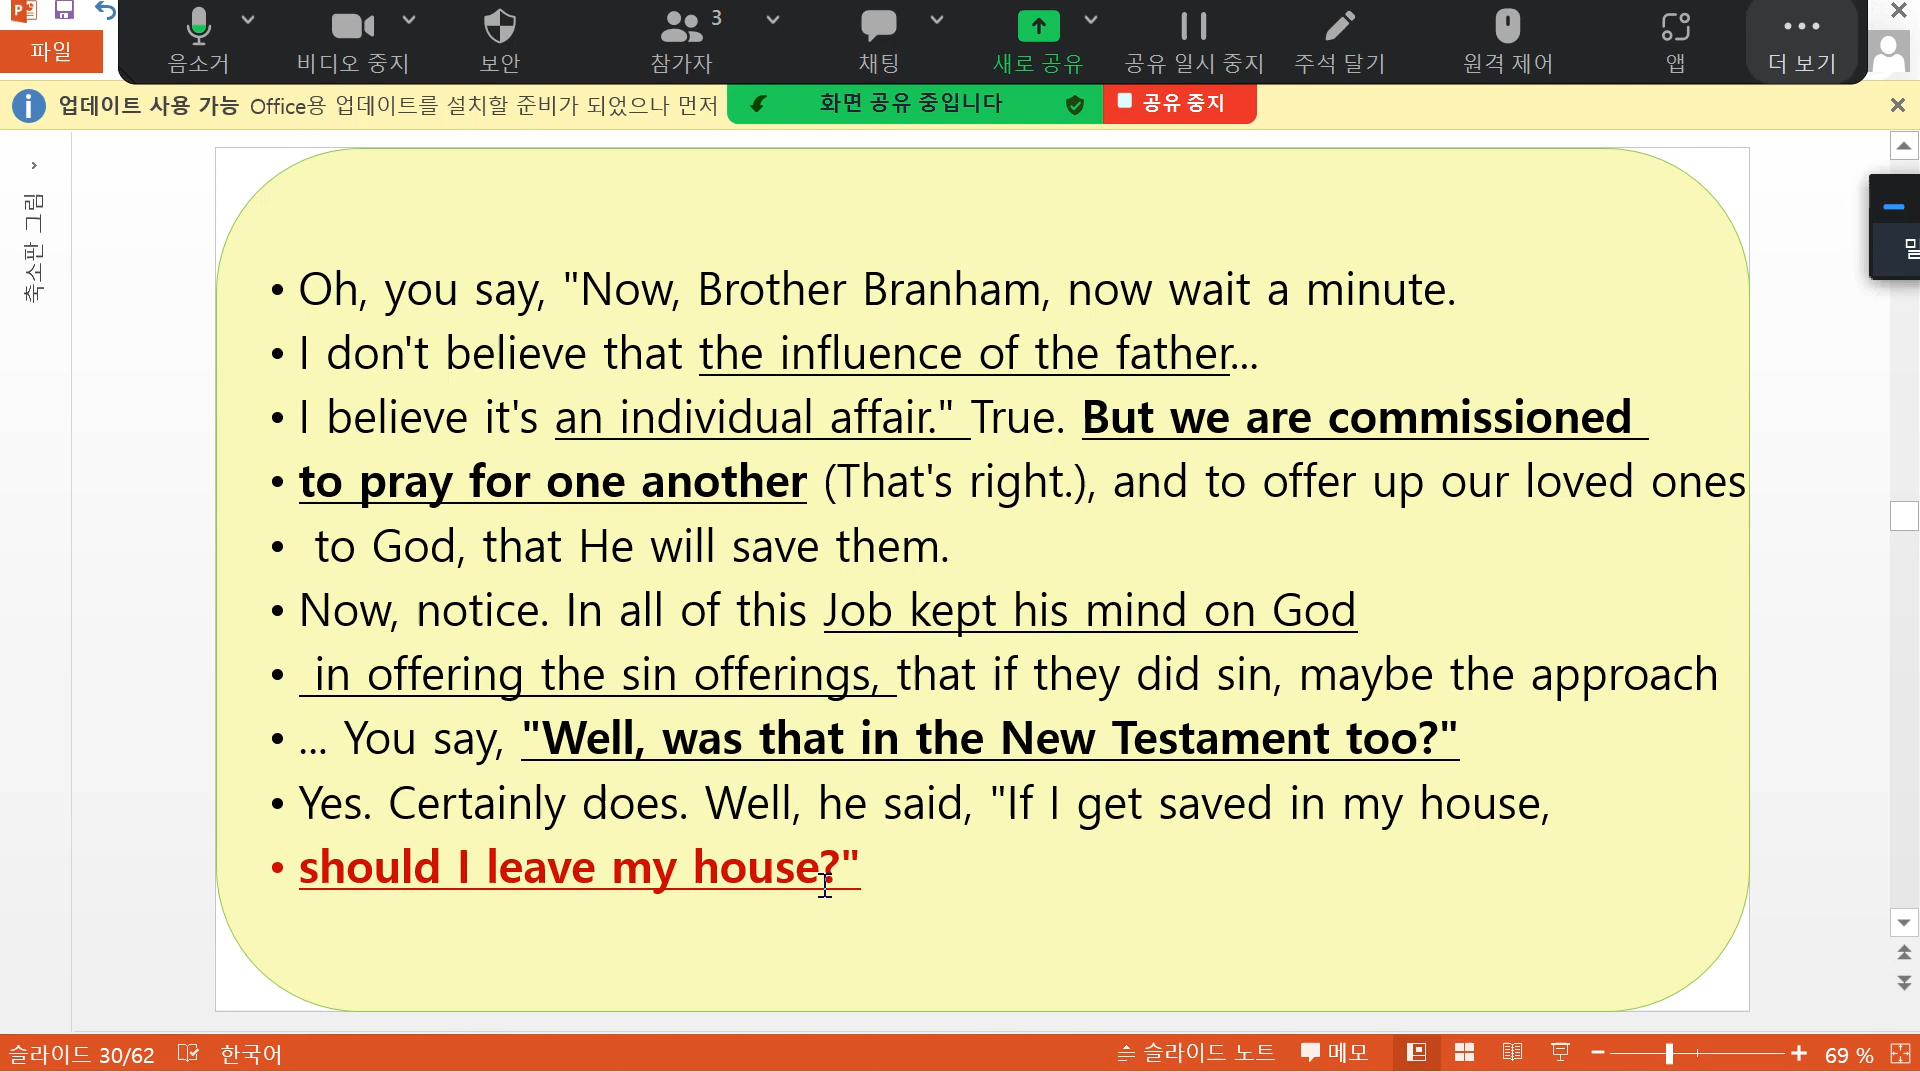 음소거 비디오 중지 보안 참가자 3 채팅 새로 공유 공유 일시 중지 주석 달기 원격 제어 앱 더 보기
파일
업데이트 사용 가능 Office용 업데이트를 설치할 준비가 되었으나 먼저 화면 공유 중입니다 공유 중지
축소판 그림
• Oh, you say, "Now, Brother Branham, now wait a minute.
• I don't believe that the influence of the father...
• I believe it's an individual affair." True. But we are commissioned
• to pray for one another (That's right.), and to offer up our loved ones
• to God, that He will save them.
• Now, notice. In all of this Job kept his mind on God
• in offering the sin offerings, that if they did sin, maybe the approach
• ... You say, "Well, was that in the New Testament too?"
• Yes. Certainly does. Well, he said, "If I get saved in my house,
• should I leave my house?"
슬라이드 30/62 한국어 슬라이드 노트 메모 69 %